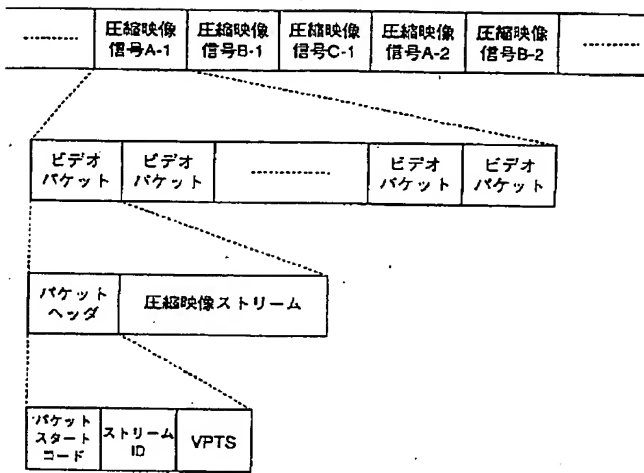 圧縮映像
信号A-1
圧縮映像
信号B-1
圧縮映像
信号C-1
圧縮映像
信号A-2
圧縮映像
信号B-2
ビデオ
パケット
ビデオ
パケット
ビデオ
パケット
ビデオ
パケット
パケット
ヘッダ
圧縮映像ストリーム
パケット
スタート
コード
ストリーム
ID
VPTS